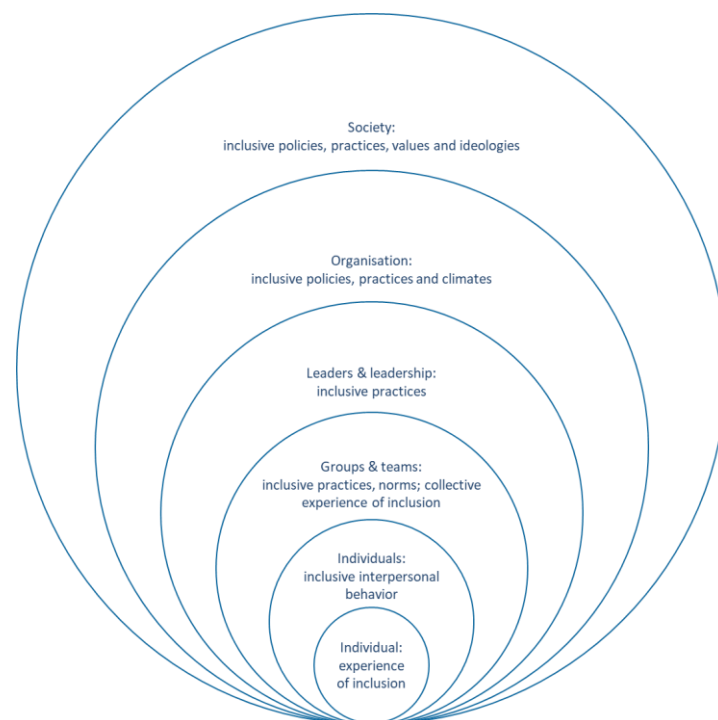 Society:
inclusive policies, practices, values and ideologies
Organisation:
inclusive policies, practices and climates
Leaders & leadership:
inclusive practices
Groups & teams:
inclusive practices, norms; collective
experience of inclusion
Individuals:
inclusive interpersonal
behavior
Individual:
experience
of inclusion